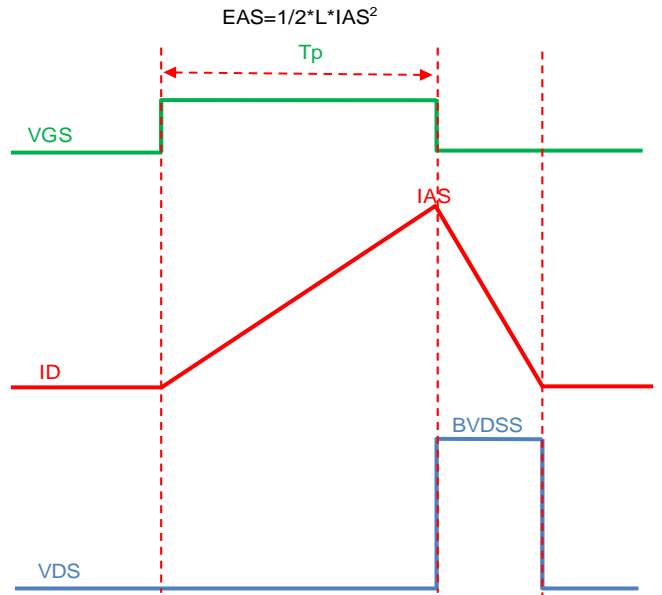 EAS=1/2*L*IAS²
Tp
VGS
IAS
ID
BVDSS
VDS